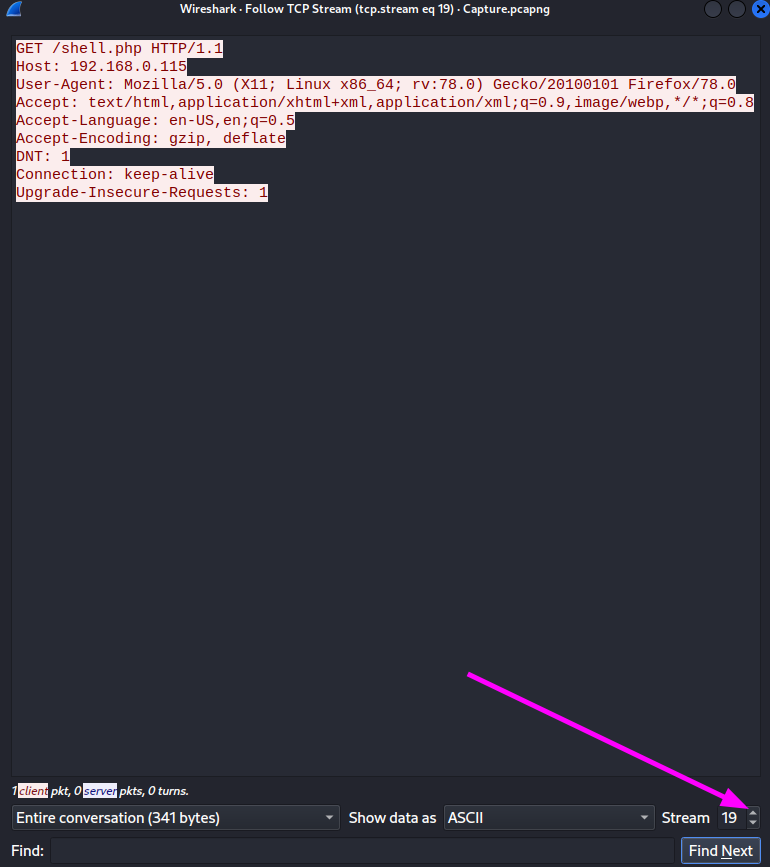 Wireshark · Follow TCP Stream (tcp.stream eq 19) · Capture.pcapng
GET /shell.php HTTP/1.1
Host: 192.168.0.115
User-Agent: Mozilla/5.0 (X11; Linux x86_64; rv:78.0) Gecko/20100101 Firefox/78.0
Accept: text/html,application/xhtml+xml,application/xml;q=0.9,image/webp,*/*;q=0.8
Accept-Language: en-US,en;q=0.5
Accept-Encoding: gzip, deflate
DNT: 1
Connection: keep-alive
Upgrade-Insecure-Requests: 1
1 client pkt, 0 server pkts, 0 turns.
Entire conversation (341 bytes) Show data as ASCII Stream 19
Find: Find Next